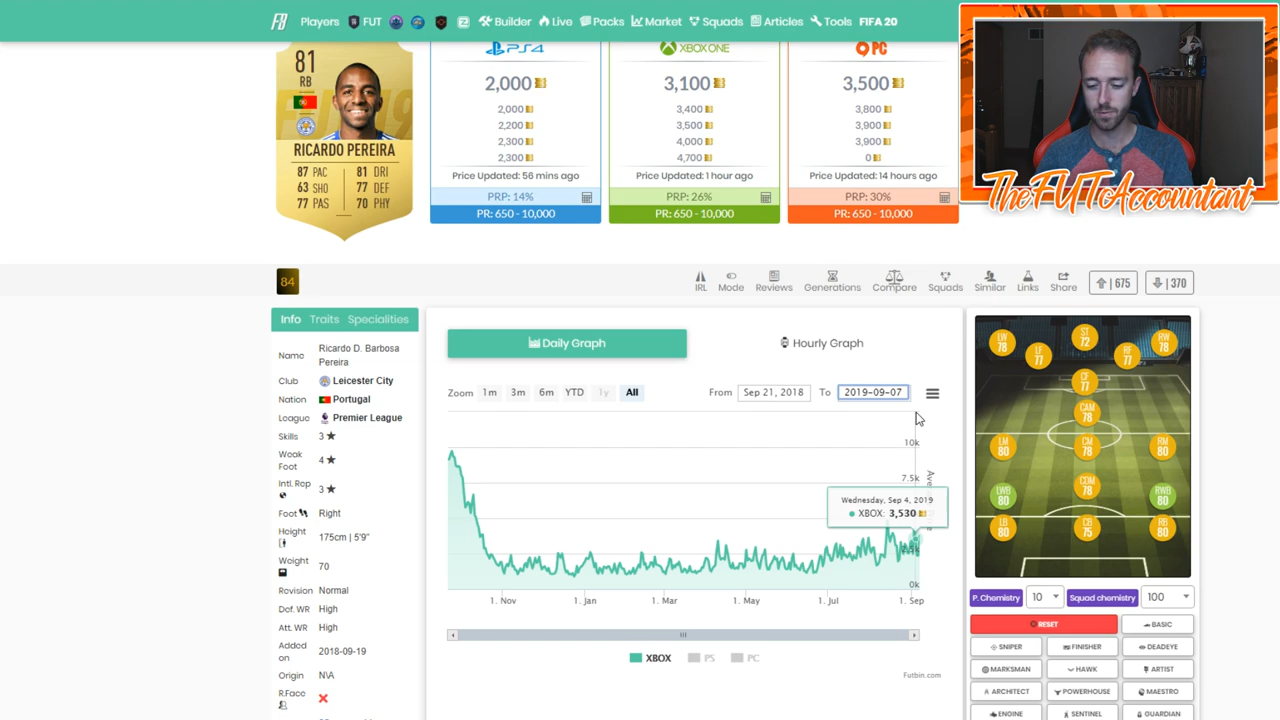 FB Players FUT Z Builder Live Packs Market Squads Articles Tools FIFA 20
81
RB
RICARDO PEREIRA
87 PAC 81 DRI
63 SHO 77 DEF
77 PAS 70 PHY
PS4
2,000
2,000
2,200
2,300
2,300
Price Updated: 56 mins ago
PRP: 14%
PR: 650 - 10,000
XBOX ONE
3,100
3,400
3,500
4,000
4,700
Price Updated: 1 hour ago
PRP: 26%
PR: 650 - 10,000
PC
3,500
3,800
3,900
3,900
0
Price Updated: 14 hours ago
PRP: 30%
PR: 650 - 10,000
TheFUTAccountant
84
IRL Mode Reviews Generations Compare Squads Similar Links Share 675 370
Info Traits Specialities
Name Ricardo D. Barbosa
Pereira
Club Leicester City
Nation Portugal
League Premier League
Skills 3
Weak
Foot 4
Intl. Rep 3
Foot Right
Height 175cm | 5'9"
Weight 70
Revision Normal
Def. WR High
Att. WR High
Added
on 2018-09-19
Origin N\A
R.Face
Daily Graph
Hourly Graph
Zoom 1m 3m 6m YTD 1y All
From Sep 21, 2018 To 2019-09-07
10k
7.5k
2.5k
0k
Wednesday, Sep 4, 2019
XBOX: 3,530
1. Nov 1. Jan 1. Mar 1. May 1. Jul 1. Sep
XBOX PS PC
Futbin.com
LW
78
ST
72
RW
78
LF
77
RF
77
CF
77
CAM
78
LM
80
CM
78
RM
80
LWB
80
CDM
78
RWB
80
LB
80
CB
75
RB
80
P. Chemistry 10 Squad chemistry 100
RESET BASIC
SNIPER FINISHER DEADEYE
MARKSMAN HAWK ARTIST
ARCHITECT POWERHOUSE MAESTRO
ENGINE SENTINEL GUARDIAN